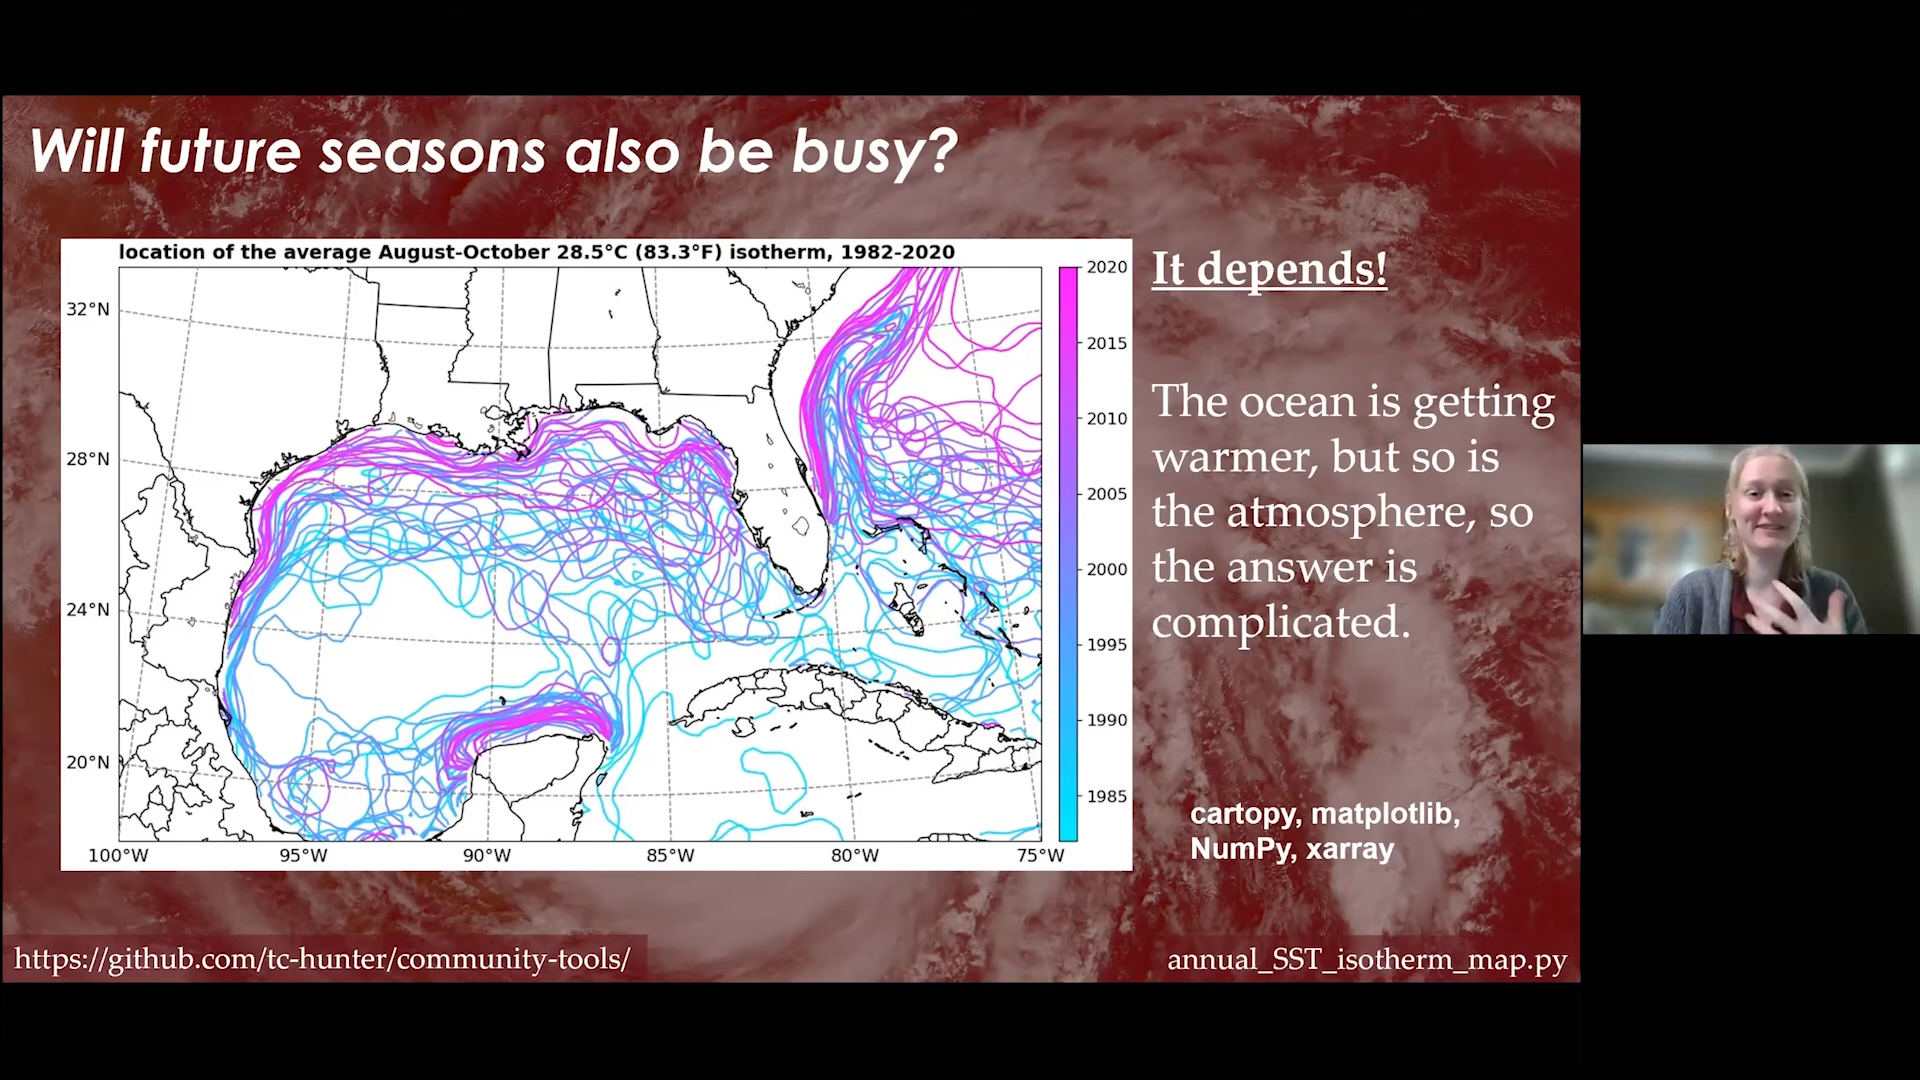 Will future seasons also be busy?
location of the average August-October 28.5°C (83.3°F) isotherm, 1982-2020
32°N
28°N
24°N
20°N
100°W
95°W
90°W
85°W
80°W
75°W
2020
2015
2010
2005
2000
1995
1990
1985
It depends!
The ocean is getting
warmer, but so is
the atmosphere, so
the answer is
complicated.
cartopy, matplotlib,
NumPy, xarray
https://github.com/tc-hunter/community-tools/
annual_SST_isotherm_map.py